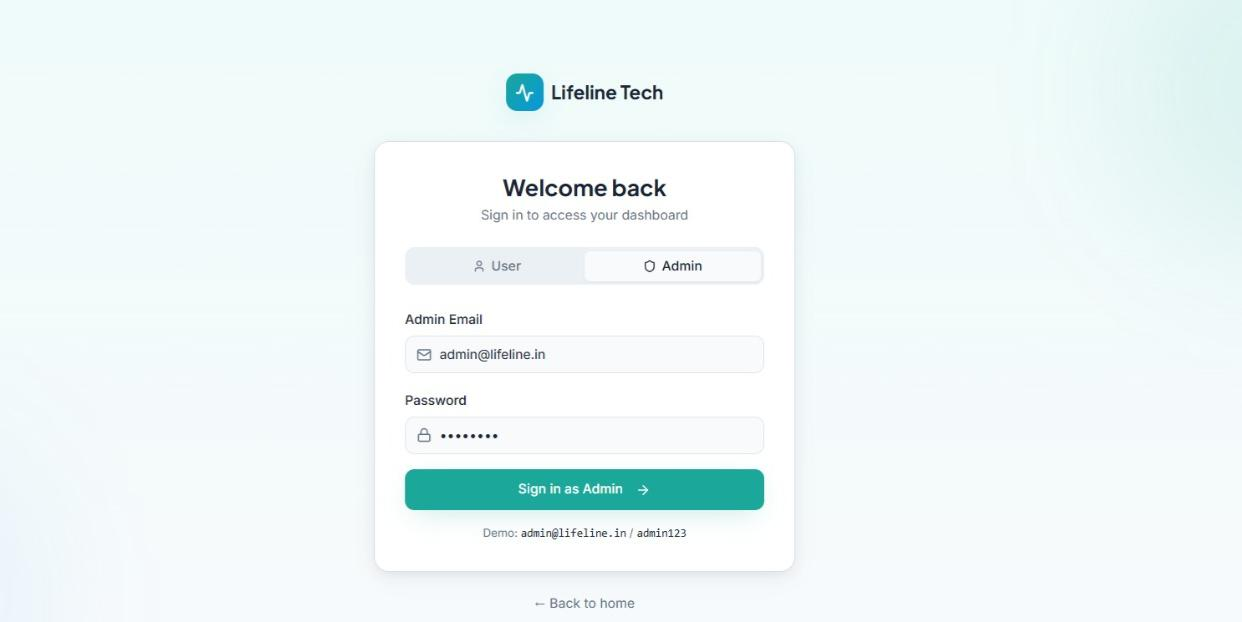 Lifeline Tech
Welcome back
Sign in to access your dashboard
User Admin
Admin Email
admin@lifeline.in
Password
••••••••
Sign in as Admin →
Demo: admin@lifeline.in / admin123
← Back to home